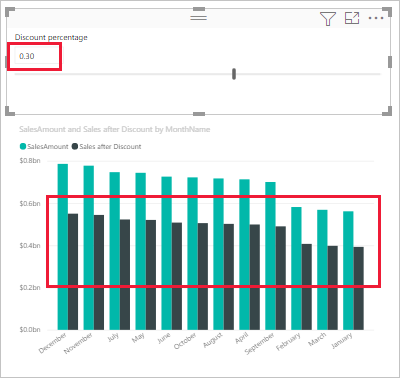 Discount percentage
0.30
SalesAmount and Sales after Discount by MonthName
SalesAmount Sales after Discount
$0.8bn
$0.6bn
$0.4bn
$0.2bn
$0.0bn
December November July May June October August April September February March January